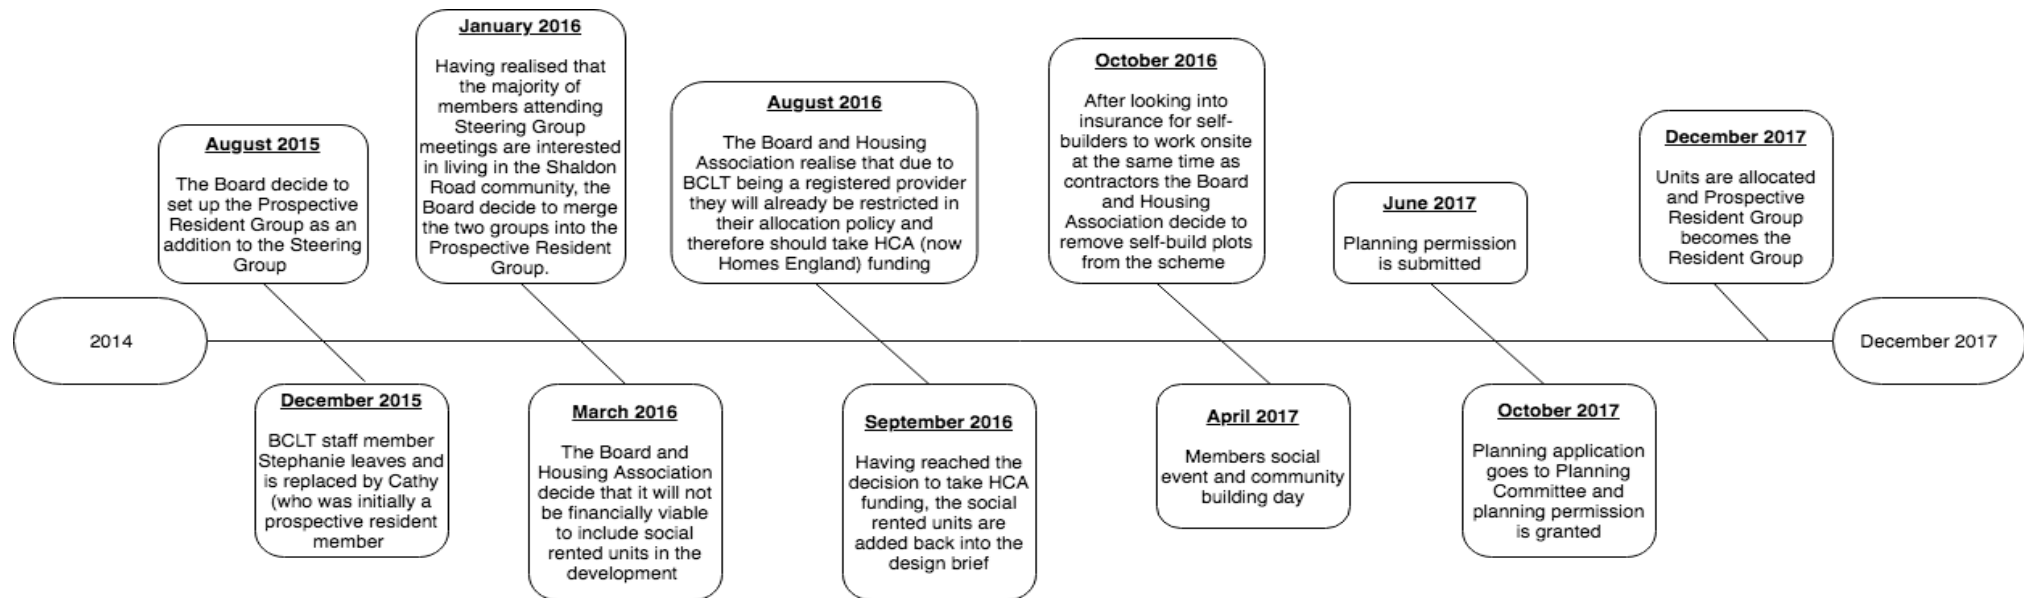 January 2016
Having realised that
the majority of
members attending
Steering Group
meetings are interested
in living in the Shaldon
Road community, the
Board decide to merge
the two groups into the
Prospective Resident
Group.
October 2016
After looking into
insurance for self-
builders to work onsite
at the same time as
contractors the Board
and Housing
Association decide to
remove self-build plots
from the scheme
August 2016
The Board and Housing
Association realise that due to
BCLT being a registered provider
they will already be restricted in
their allocation policy and
therefore should take HCA (now
Homes England) funding
December 2017
Units are allocated
and Prospective
Resident Group
becomes the
Resident Group
August 2015
The Board decide to
set up the Prospective
Resident Group as an
addition to the Steering
Group
June 2017
Planning permission
is submitted
2014
December 2017
December 2015
BCLT staff member
Stephanie leaves and
is replaced by Cathy
(who was initially a
prospective resident
member
March 2016
The Board and
Housing Association
decide that it will not
be financially viable
to include social
rented units in the
development
September 2016
Having reached the
decision to take HCA
funding, the social
rented units are
added back into the
design brief
April 2017
Members social
event and community
building day
October 2017
Planning application
goes to Planning
Committee and
planning permission
is granted